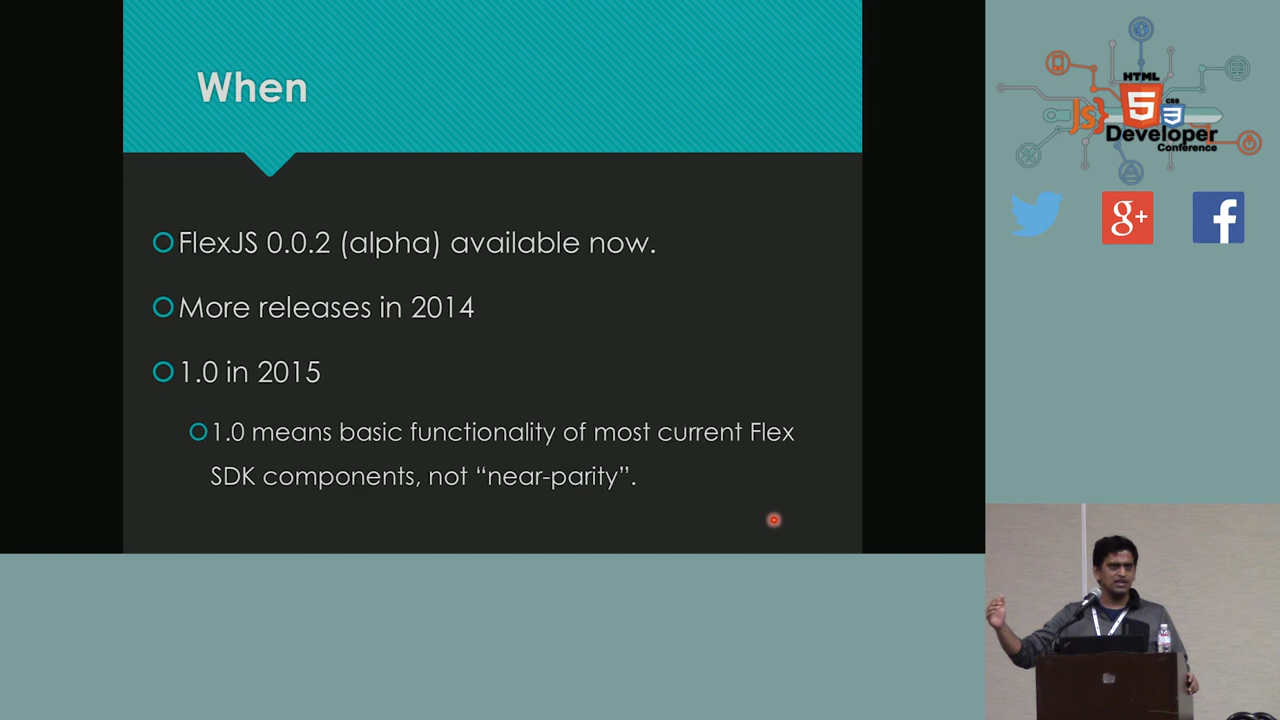 When
FlexJS 0.0.2 (alpha) available now.
More releases in 2014
1.0 in 2015
1.0 means basic functionality of most current Flex
SDK components, not “near-parity”.
HTML
5
JS}
CSS
3
Developer
Conference
g+
f